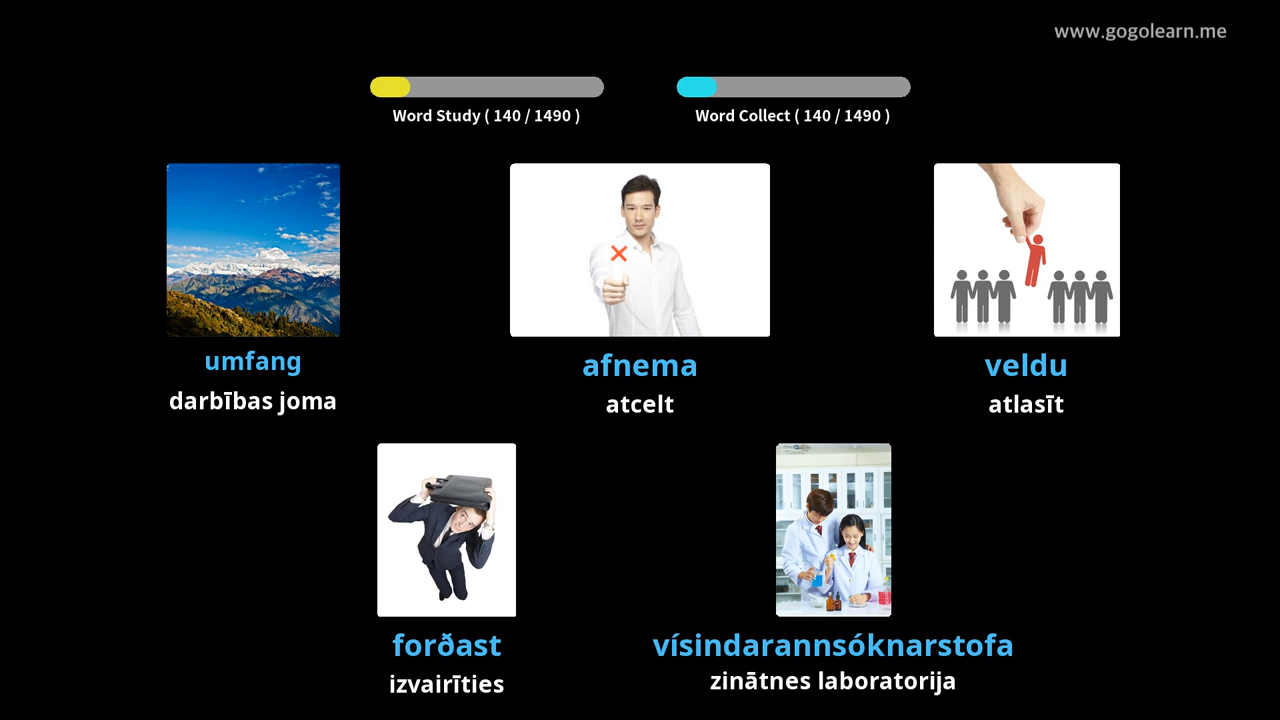 www.gogolearn.me
Word Study ( 140 / 1490 )
Word Collect ( 140 / 1490 )
umfang
darbības joma
afnema
atcelt
veldu
atlasīt
forðast
izvairīties
vísindarannsóknarstofa
zinātnes laboratorija